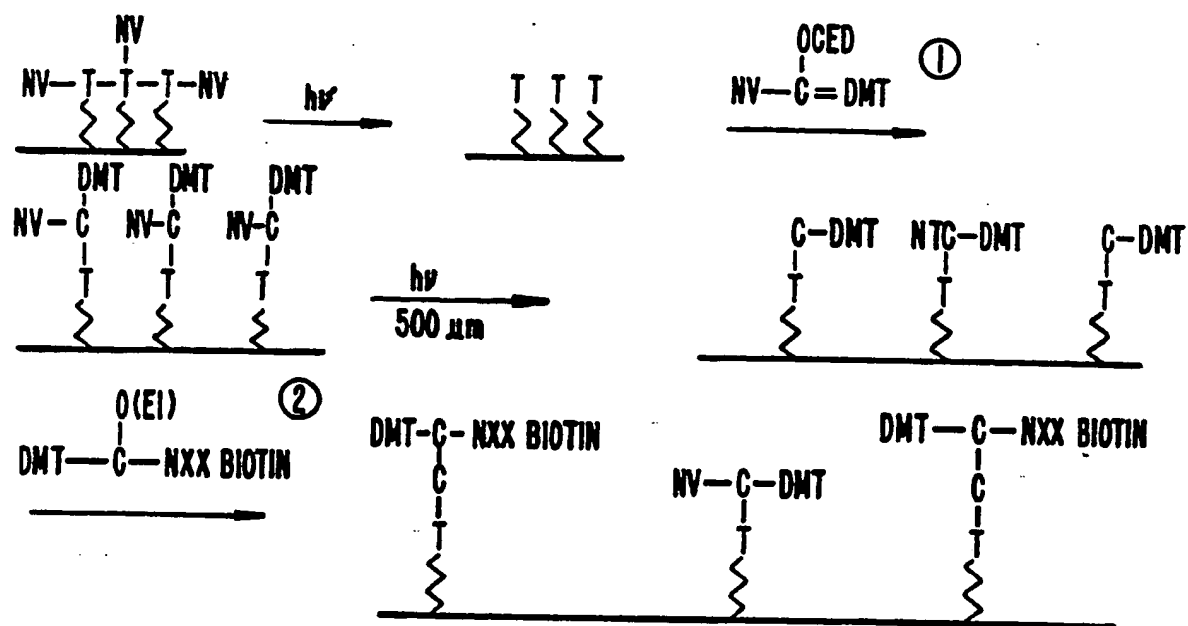 NV
NV—T—T—T—NV
hν
T T T
OCED
NV—C=DMT
①
DMT DMT DMT
NV-C NV-C NV-C
T T T
hν
500 µm
C-DMT NTC-DMT C-DMT
T T T
②
O(EI)
DMT—C—NXX BIOTIN
DMT-C-NXX BIOTIN
C
T
NV—C—DMT
T
DMT—C—NXX BIOTIN
C
T